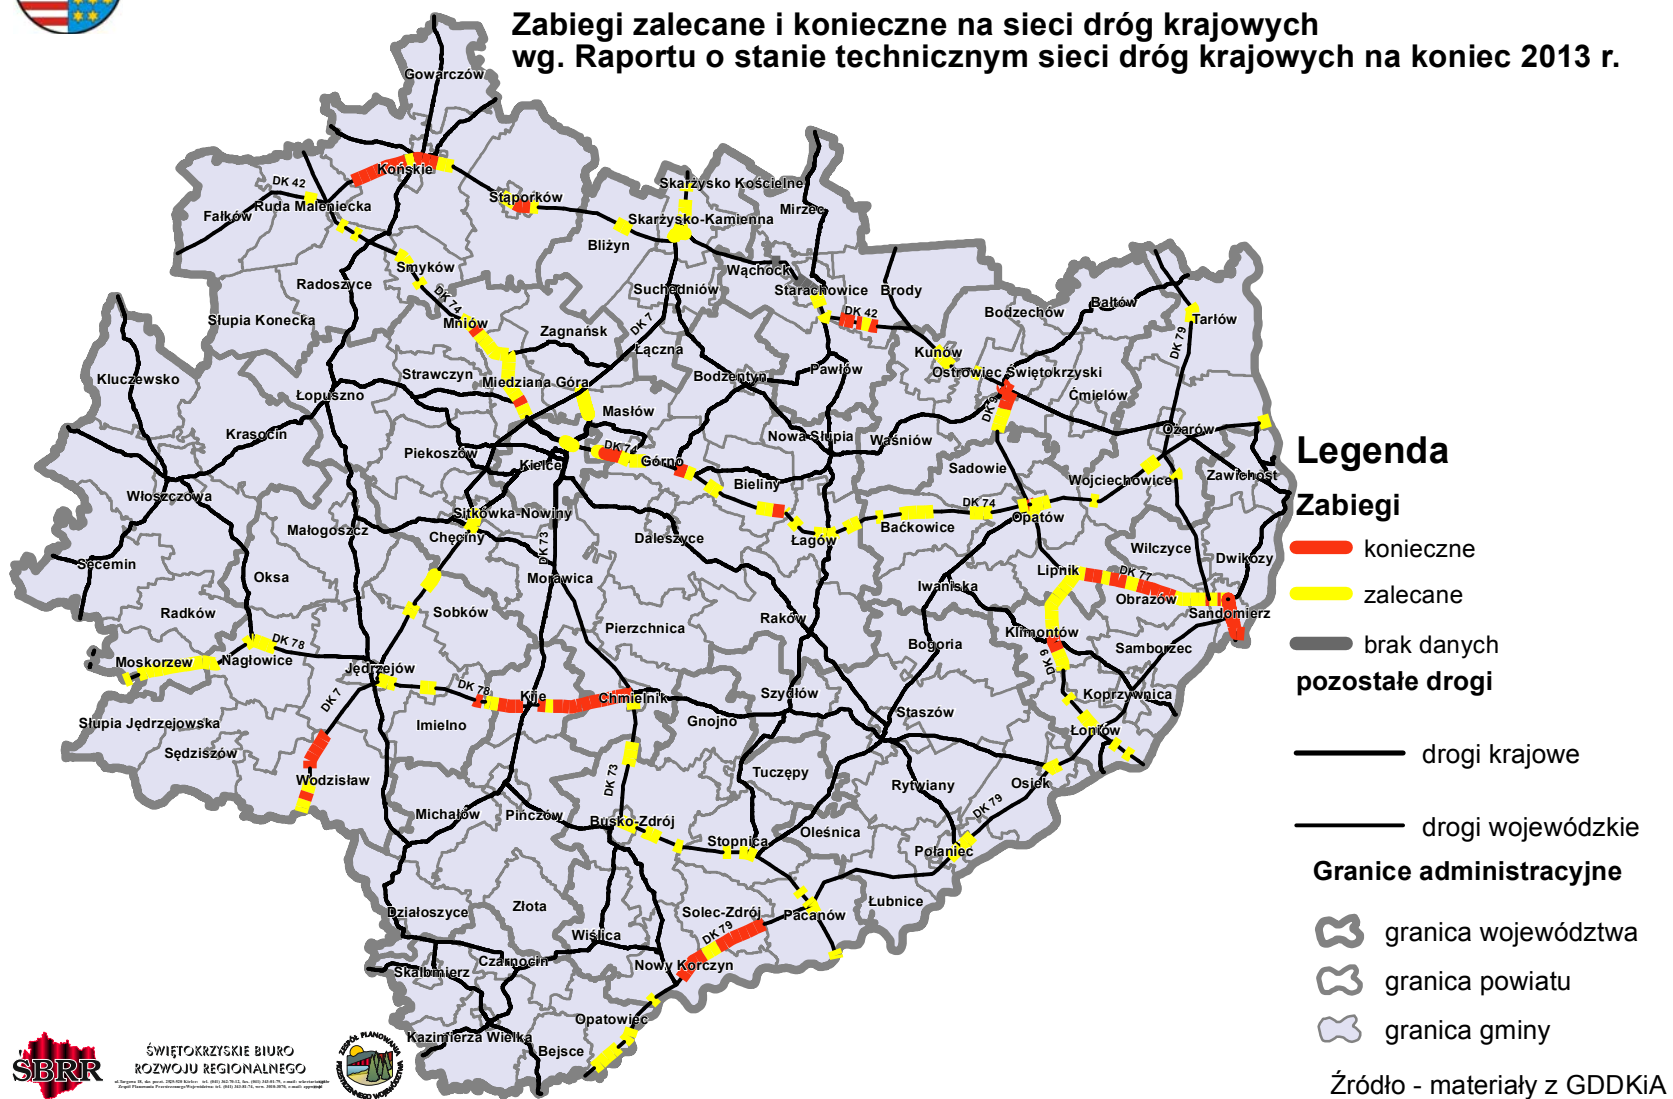 Zabiegi zalecane i konieczne na sieci dróg krajowych
wg. Raportu o stanie technicznym sieci dróg krajowych na koniec 2013 r.
Gowarczów
Końskie
DK 42
Ruda Maleniecka
Fałków
Stąporków
Skarżysko Kościelne
Skarżysko-Kamienna
Mirzec
Bliżyn
Smyków
Radoszyce
DK 74
Wąchock
Suchedniów
Starachowice
Brody
DK 42
Bałtów
Bodzechów
Tarłów
Słupia Konecka
Mniów
Zagnańsk
DK 7
Łączna
DK 79
Kunów
Ostrowiec Świętokrzyski
Kluczewsko
Strawczyn
Miedziana Góra
Bodzentyn
Pawłów
Łopuszno
Masłów
DK 9
Ćmielów
Krasocin
Piekoszów
DK 74
Nowa Słupia
Waśniów
Ożarów
Kielce
Górno
Sadowie
Wojciechowice
Zawichost
Włoszczowa
Bieliny
Sitkówka-Nowiny
DK 74
Małogoszcz
Chęciny
DK 73
Daleszyce
Łagów
Baćkowice
Opatów
Wilczyce
Dwikozy
Secemin
Oksa
Morawica
Lipnik
DK 77
Iwaniska
Obrazów
Sandomierz
Radków
Sobków
Pierzchnica
Raków
Klimontów
Bogoria
Samborzec
DK 78
Moskorzew
Nagłowice
Jędrzejów
DK 9
DK 78
Kije
Chmielnik
Szydłów
Koprzywnica
DK 7
Słupia Jędrzejowska
Imielno
Gnojno
Staszów
Łoniów
Sędziszów
Wodzisław
DK 73
Tuczępy
Rytwiany
Osiek
Michałów
Pińczów
Busko-Zdrój
Stopnica
Oleśnica
DK 79
Połaniec
Działoszyce
Złota
Solec-Zdrój
Pacanów
Łubnice
DK 79
Wiślica
Skalbmierz
Czarnocin
Nowy Korczyn
Opatowiec
Kazimierza Wielka
Bejsce
Legenda
Zabiegi
konieczne
zalecane
brak danych
pozostałe drogi
drogi krajowe
drogi wojewódzkie
Granice administracyjne
granica województwa
granica powiatu
granica gminy
Źródło - materiały z GDDKiA
SBRR
ŚWIĘTOKRZYSKIE BIURO
ROZWOJU REGIONALNEGO
ZESPÓŁ PLANOWANIA
PRZESTRZENNEGO WOJEWÓDZTWA